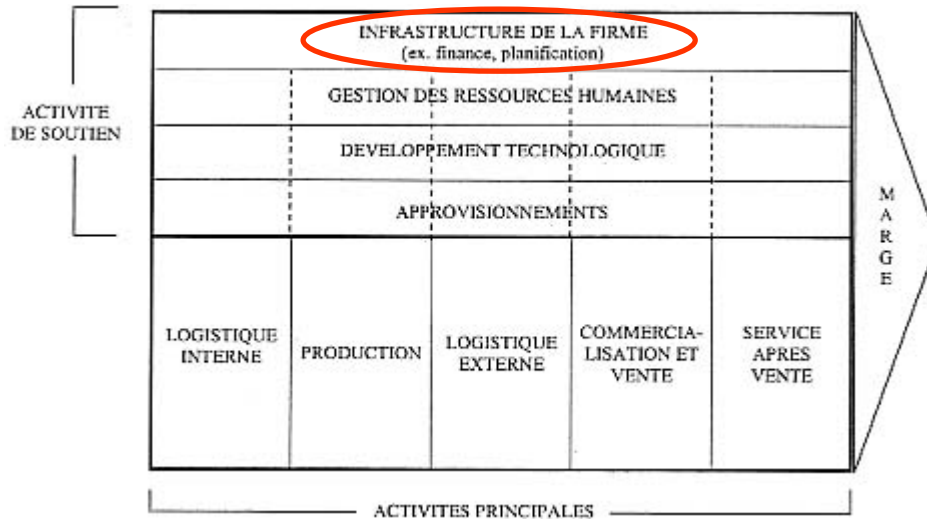 INFRASTRUCTURE DE LA FIRME
(ex. finance, planification)
GESTION DES RESSOURCES HUMAINES
ACTIVITE
DE SOUTIEN
DEVELOPPEMENT TECHNOLOGIQUE
APPROVISIONNEMENTS
M
A
R
G
E
LOGISTIQUE
INTERNE
PRODUCTION
LOGISTIQUE
EXTERNE
COMMERCIA-
LISATION ET
VENTE
SERVICE
APRES
VENTE
ACTIVITES PRINCIPALES